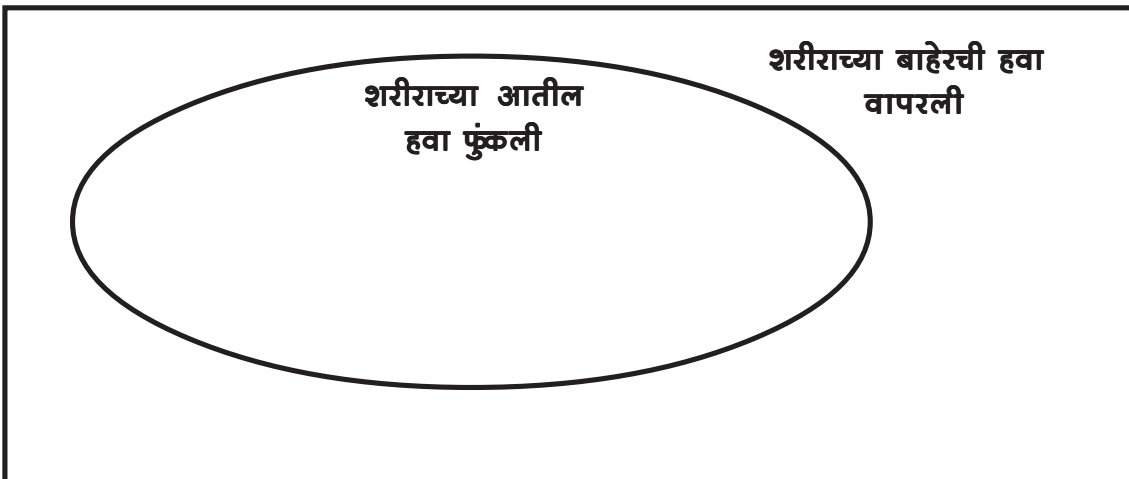 शरीराच्या बाहेरची हवा
वापरली
शरीराच्या आतील
हवा फुंकली